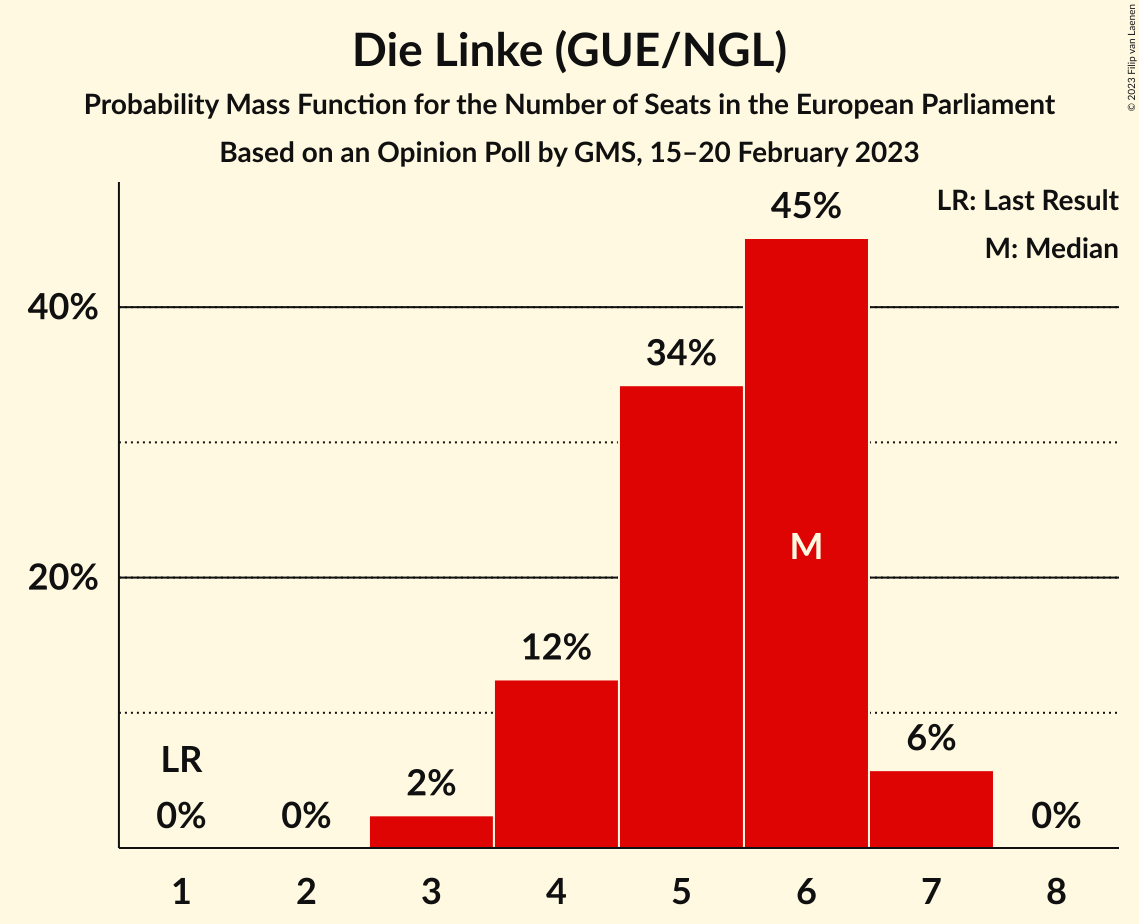 Die Linke (GUE/NGL)
Probability Mass Function for the Number of Seats in the European Parliament
Based on an Opinion Poll by GMS, 15–20 February 2023
© 2023 Filip van Laenen
LR: Last Result
M: Median
45%
40%
34%
M
20%
12%
LR
6%
2%
0%
0%
0%
1
2
3
4
5
6
7
8